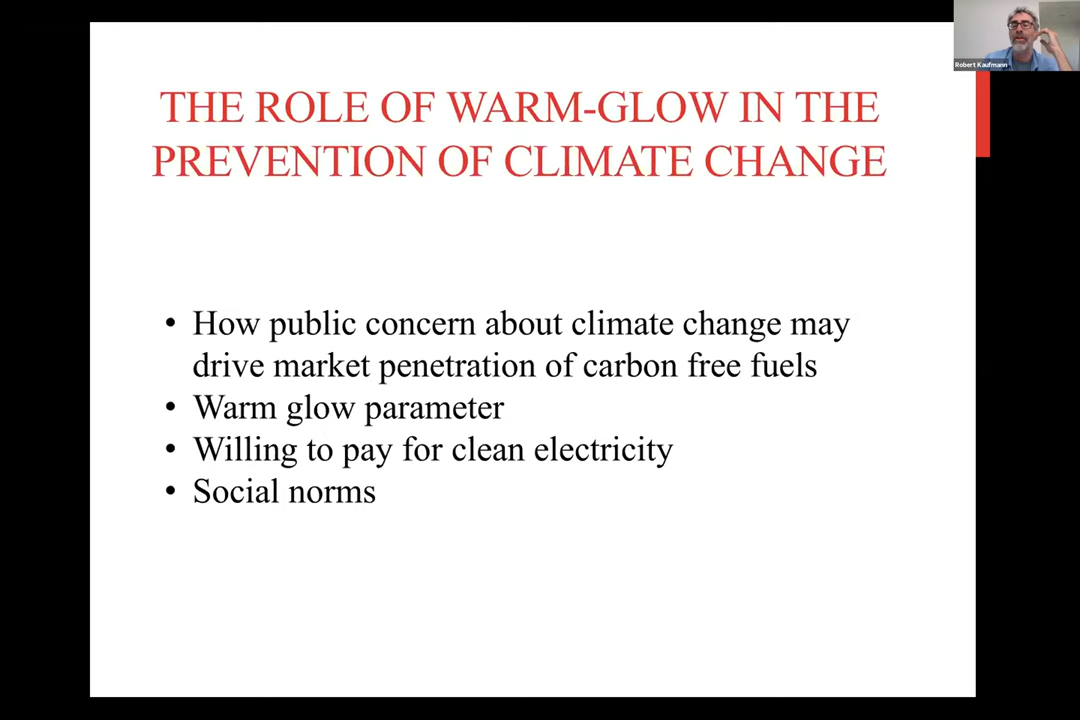 THE ROLE OF WARM-GLOW IN THE
PREVENTION OF CLIMATE CHANGE
• How public concern about climate change may
drive market penetration of carbon free fuels
• Warm glow parameter
• Willing to pay for clean electricity
• Social norms
Robert Kaufmann